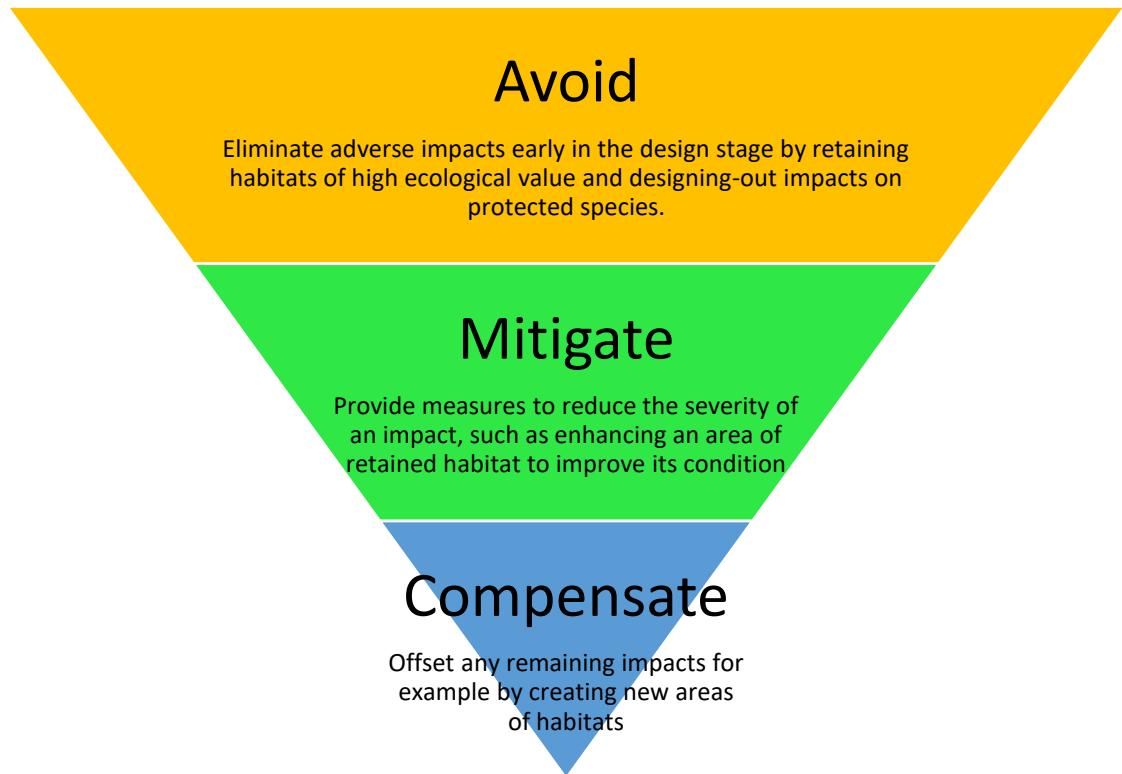 Avoid
Eliminate adverse impacts early in the design stage by retaining
habitats of high ecological value and designing-out impacts on
protected species.
Mitigate
Provide measures to reduce the severity of
an impact, such as enhancing an area of
retained habitat to improve its condition
Compensate
Offset any remaining impacts for
example by creating new areas
of habitats